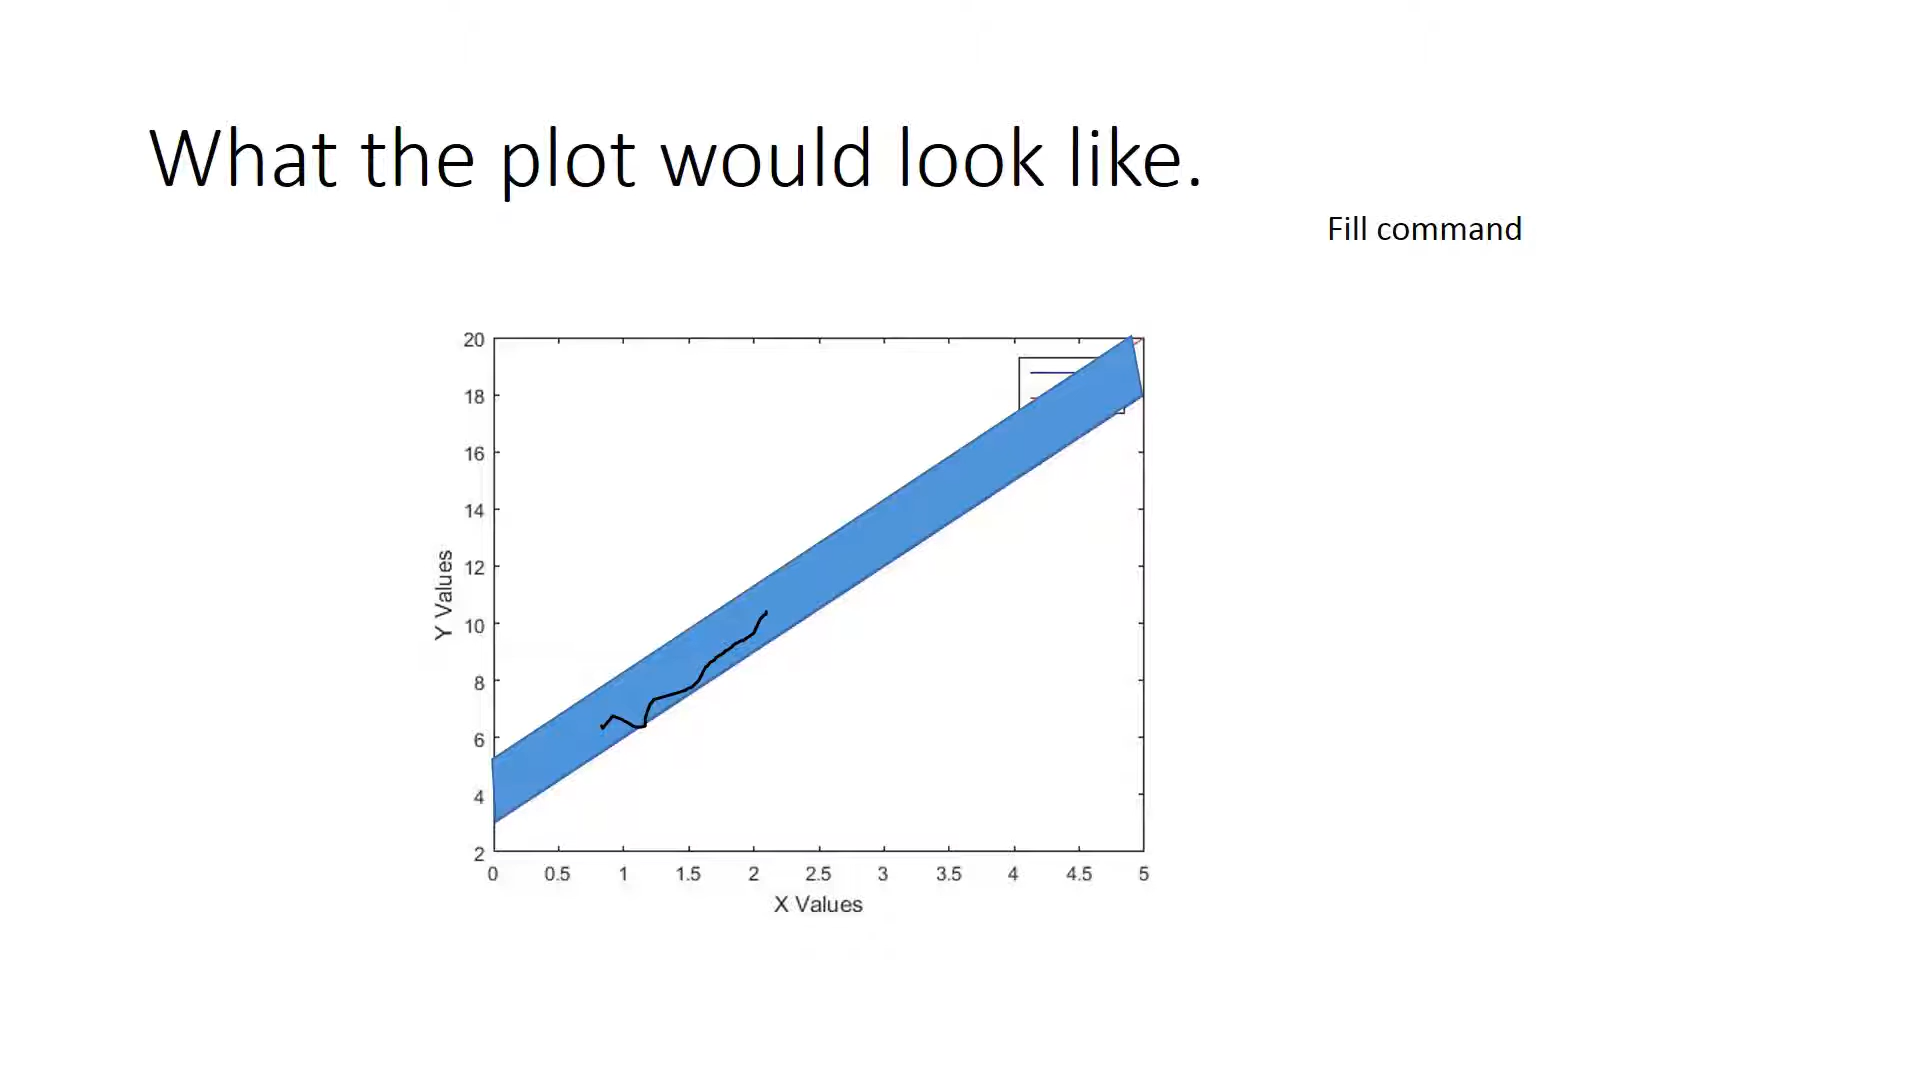 What the plot would look like.
Fill command
20
18
16
14
12
10
8
6
4
2
Y Values
0 0.5 1 1.5 2 2.5 3 3.5 4 4.5 5
X Values